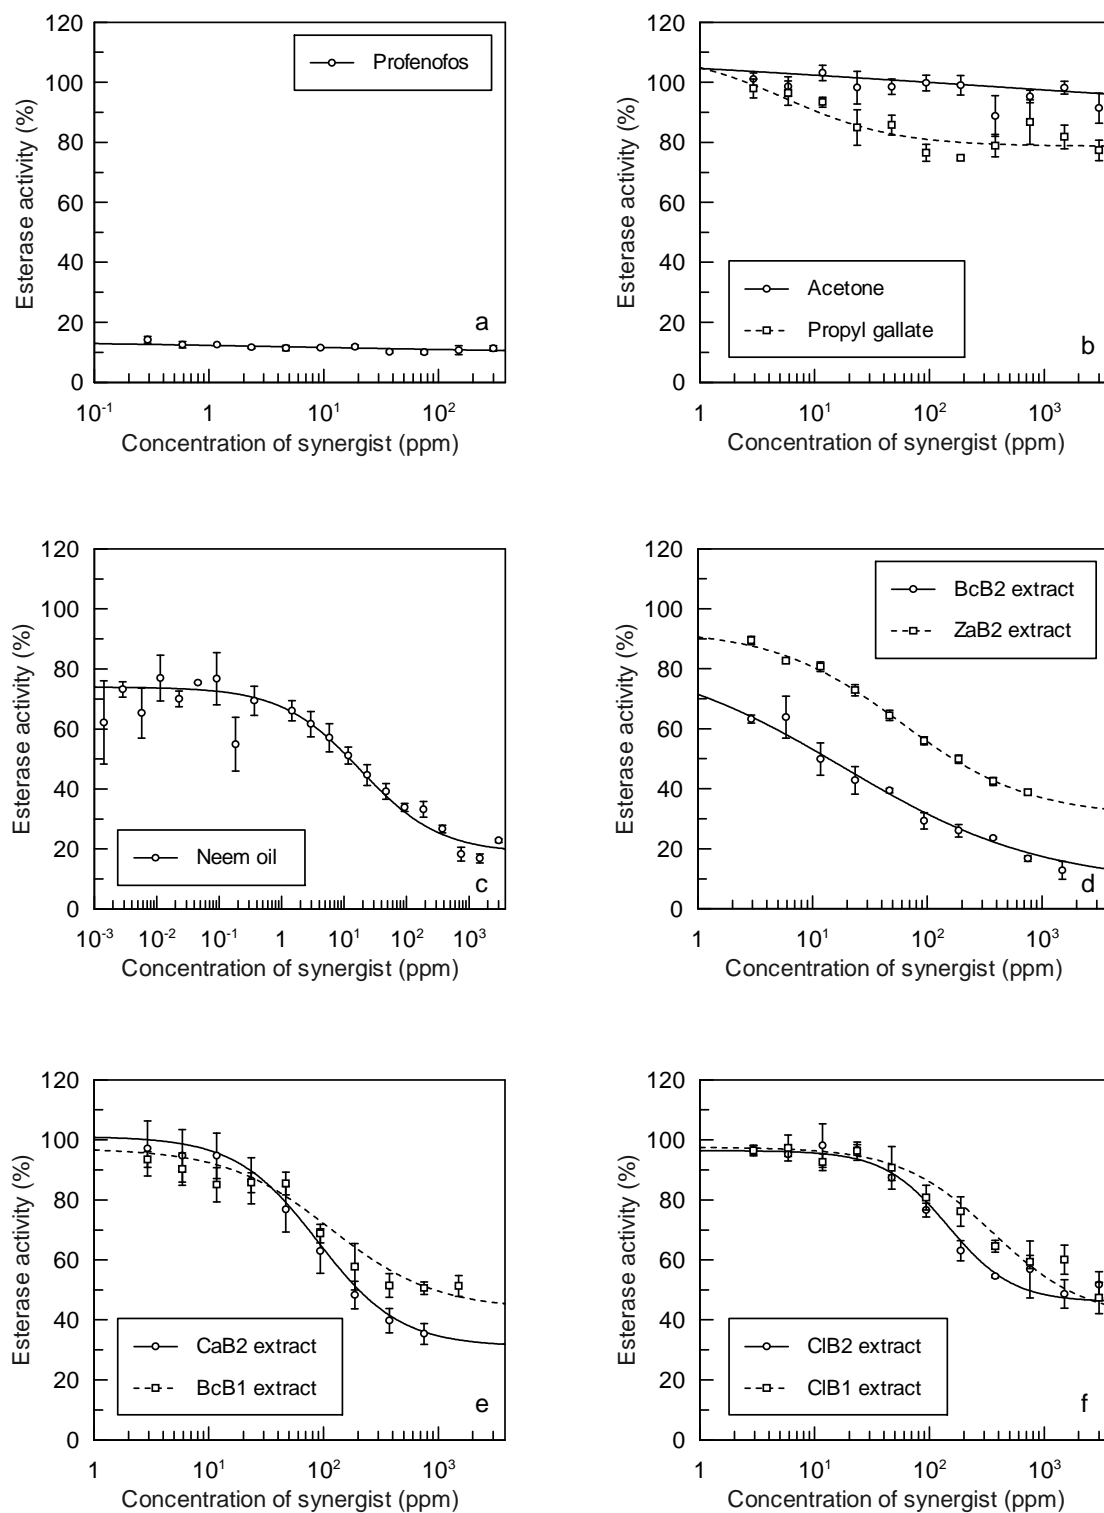 120
100
80
60
40
20
0
Esterase activity (%)
Profenofos
a
10⁻¹ 1 10¹ 10²
Concentration of synergist (ppm)
120
100
80
60
40
20
0
Esterase activity (%)
Acetone
Propyl gallate
b
1 10¹ 10² 10³
Concentration of synergist (ppm)
120
100
80
60
40
20
0
Esterase activity (%)
Neem oil
c
10⁻³ 10⁻² 10⁻¹ 1 10¹ 10² 10³
Concentration of synergist (ppm)
120
100
80
60
40
20
0
Esterase activity (%)
BcB2 extract
ZaB2 extract
d
1 10¹ 10² 10³
Concentration of synergist (ppm)
120
100
80
60
40
20
0
Esterase activity (%)
CaB2 extract
BcB1 extract
e
1 10¹ 10² 10³
Concentration of synergist (ppm)
120
100
80
60
40
20
0
Esterase activity (%)
ClB2 extract
ClB1 extract
f
1 10¹ 10² 10³
Concentration of synergist (ppm)